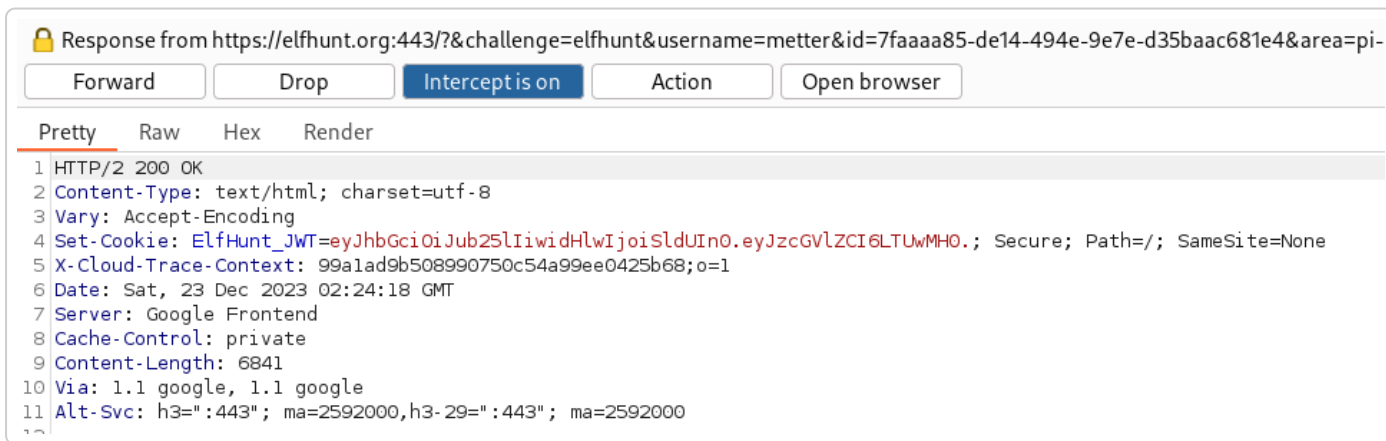 Response from https://elfhunt.org:443/?&challenge=elfhunt&username=metter&id=7faaaa85-de14-494e-9e7e-d35baac681e4&area=pi-
Forward Drop Intercept is on Action Open browser
Pretty Raw Hex Render
1 HTTP/2 200 OK
2 Content-Type: text/html; charset=utf-8
3 Vary: Accept-Encoding
4 Set-Cookie: ElfHunt_JWT=eyJhbGciOiJub25lIiwidHlwIjoiSldUIn0.eyJzcGVlZCI6LTUwMH0.; Secure; Path=/; SameSite=None
5 X-Cloud-Trace-Context: 99a1ad9b508990750c54a99ee0425b68;o=1
6 Date: Sat, 23 Dec 2023 02:24:18 GMT
7 Server: Google Frontend
8 Cache-Control: private
9 Content-Length: 6841
10 Via: 1.1 google, 1.1 google
11 Alt-Svc: h3=":443"; ma=2592000,h3-29=":443"; ma=2592000